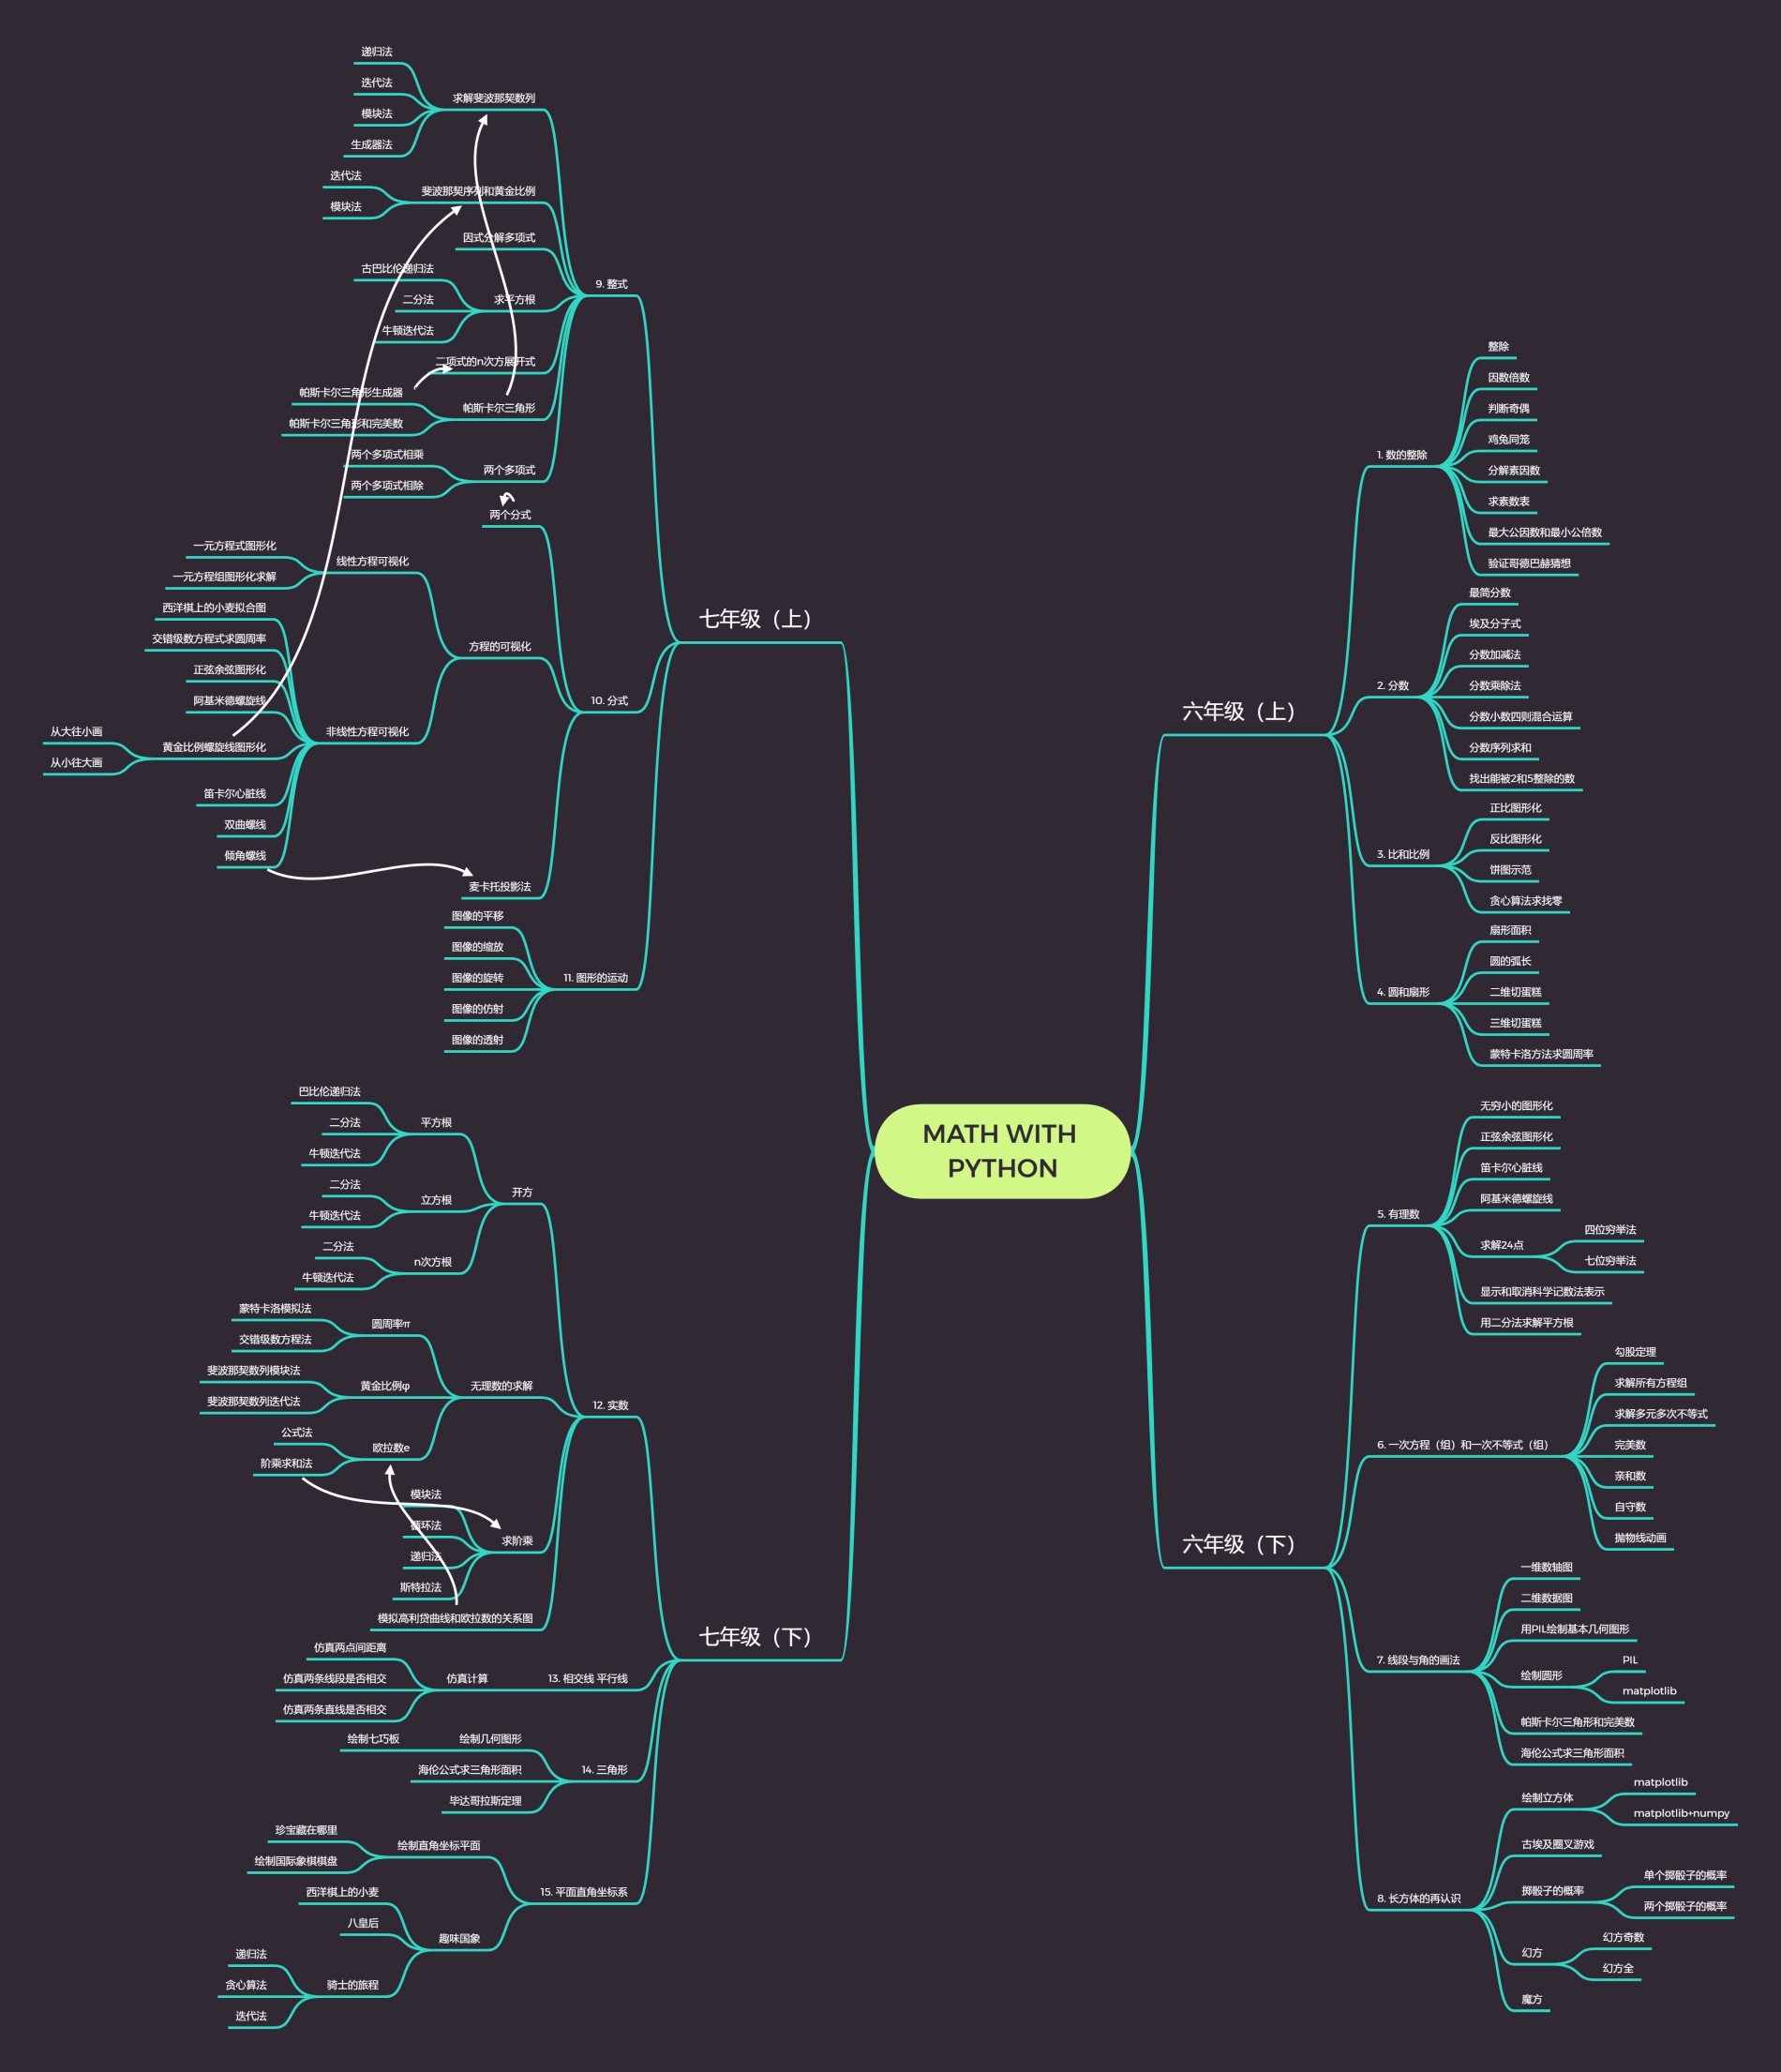 MATH WITH
PYTHON
六年级（上）
1. 数的整除
整除
因数倍数
判断奇偶
鸡兔同笼
分解素因数
求素数表
最大公因数和最小公倍数
验证哥德巴赫猜想
2. 分数
最简分数
埃及分子式
分数加减法
分数乘除法
分数小数四则混合运算
分数序列求和
找出能被2和5整除的数
3. 比和比例
正比图形化
反比图形化
饼图示范
贪心算法求找零
4. 圆和扇形
扇形面积
圆的弧长
二维切蛋糕
三维切蛋糕
蒙特卡洛方法求圆周率
六年级（下）
5. 有理数
无穷小的图形化
正弦余弦图形化
笛卡尔心脏线
阿基米德螺旋线
求解24点
四位穷举法
七位穷举法
显示和取消科学记数法表示
用二分法求解平方根
6. 一次方程（组）和一次不等式（组）
勾股定理
求解所有方程组
求解多元多次不等式
完美数
亲和数
自守数
抛物线动画
7. 线段与角的画法
一维数轴图
二维数据图
用PIL绘制基本几何图形
绘制圆形
PIL
matplotlib
帕斯卡尔三角形和完美数
海伦公式求三角形面积
8. 长方体的再认识
绘制立方体
matplotlib
matplotlib+numpy
古埃及圈叉游戏
掷骰子的概率
单个掷骰子的概率
两个掷骰子的概率
幻方
幻方奇数
幻方全
魔方
七年级（上）
9. 整式
求解斐波那契数列
递归法
迭代法
模块法
生成器法
斐波那契序列和黄金比例
迭代法
模块法
因式分解多项式
求平方根
古巴比伦递归法
二分法
牛顿迭代法
二项式的n次方展开式
帕斯卡尔三角形
帕斯卡尔三角形生成器
帕斯卡尔三角形和完美数
两个多项式
两个多项式相乘
两个多项式相除
10. 分式
两个分式
方程的可视化
线性方程可视化
一元方程式图形化
一元方程组图形化求解
非线性方程可视化
西洋棋上的小麦拟合图
交错级数方程式求圆周率
正弦余弦图形化
阿基米德螺旋线
黄金比例螺旋线图形化
从大往小画
从小往大画
笛卡尔心脏线
双曲螺线
倾角螺线
麦卡托投影法
11. 图形的运动
图像的平移
图像的缩放
图像的旋转
图像的仿射
图像的透射
七年级（下）
12. 实数
开方
平方根
巴比伦递归法
二分法
牛顿迭代法
立方根
二分法
牛顿迭代法
n次方根
二分法
牛顿迭代法
无理数的求解
圆周率π
蒙特卡洛模拟法
交错级数方程法
黄金比例φ
斐波那契数列模块法
斐波那契数列迭代法
欧拉数e
公式法
阶乘求和法
求阶乘
模块法
循环法
递归法
斯特拉法
模拟高利贷曲线和欧拉数的关系图
13. 相交线 平行线
仿真计算
仿真两点间距离
仿真两条线段是否相交
仿真两条直线是否相交
14. 三角形
绘制几何图形
绘制七巧板
海伦公式求三角形面积
毕达哥拉斯定理
15. 平面直角坐标系
绘制直角坐标平面
珍宝藏在哪里
绘制国际象棋棋盘
趣味国象
西洋棋上的小麦
八皇后
骑士的旅程
递归法
贪心算法
迭代法